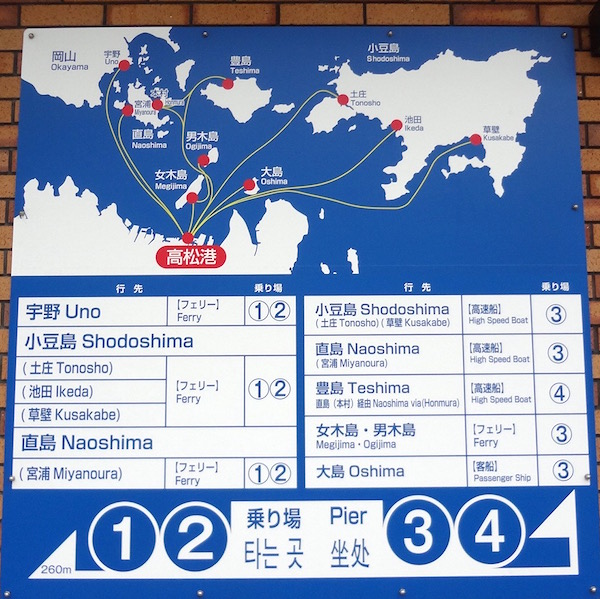 岡山
Okayama
宇野
Uno
豊島
Teshima
小豆島
Shodoshima
本村
Honmura
宮浦
Miyanoura
土庄
Tonosho
池田
Ikeda
草壁
Kusakabe
直島
Naoshima
男木島
Ogijima
女木島
Megijima
大島
Oshima
高松港
行先 乗り場
宇野 Uno 【フェリー】 Ferry ①②
小豆島 Shodoshima
(土庄 Tonosho)
(池田 Ikeda) 【フェリー】 Ferry ①②
(草壁 Kusakabe)
直島 Naoshima
(宮浦 Miyanoura) 【フェリー】 Ferry ①②
行先 乗り場
小豆島 Shodoshima 【高速船】 ③
(土庄 Tonosho)(草壁 Kusakabe) High Speed Boat
直島 Naoshima 【高速船】 ③
(宮浦 Miyanoura) High Speed Boat
豊島 Teshima 【高速船】 ④
直島(本村)経由 Naoshima via(Honmura) High Speed Boat
女木島・男木島 【フェリー】 ③
Megijima・Ogijima Ferry
大島 Oshima 【客船】 Passenger Ship ③
260m
① ② 乗り場 Pier ③ ④
타는 곳 坐处